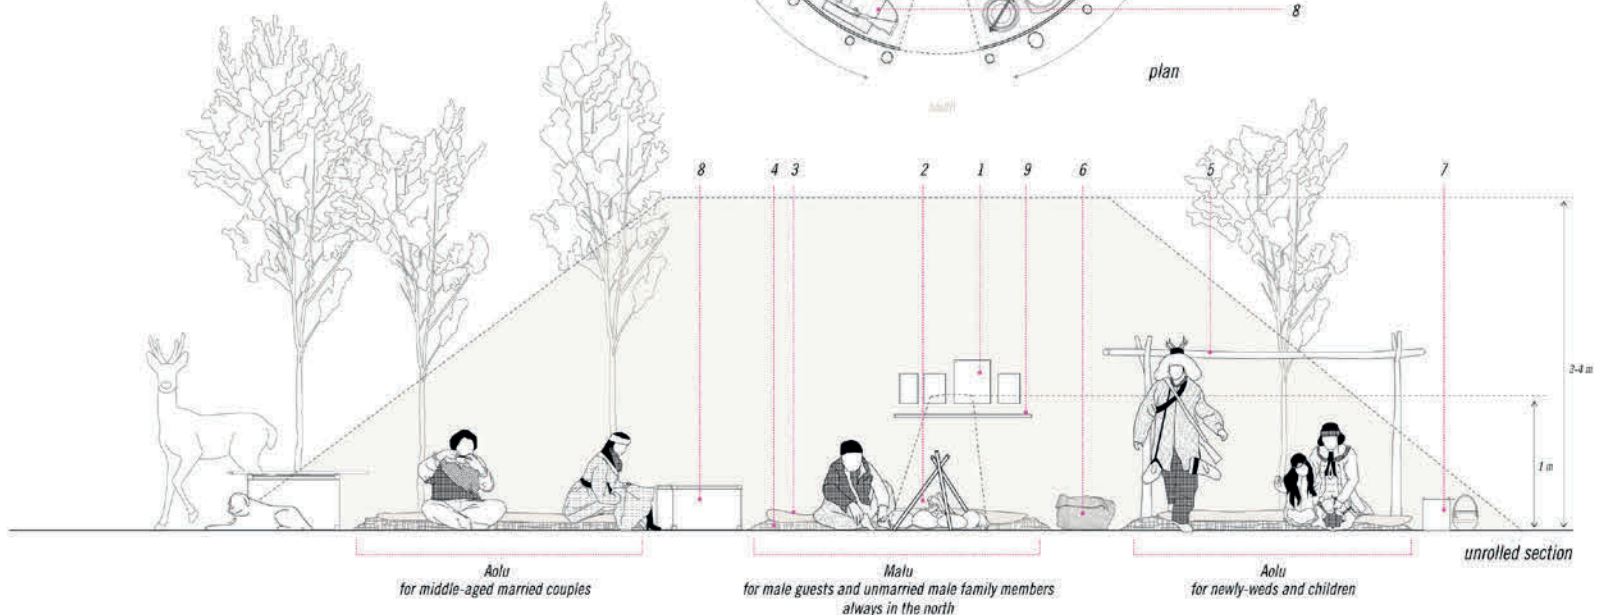 8
plan
south
8
4 3
2
1
9
6
5
7
2-4 m
1 m
unrolled section
Aolu
for middle-aged married couples
Malu
for male guests and unmarried male family members
always in the north
Aolu
for newly-weds and children